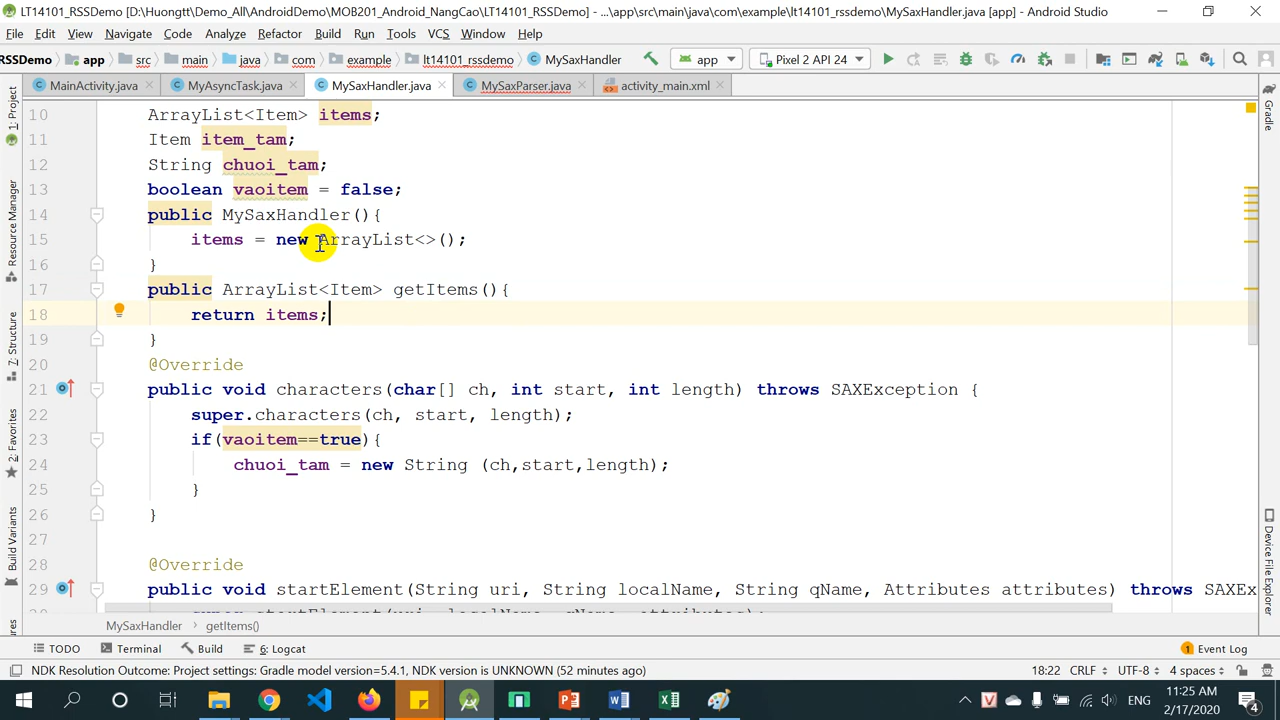 LT14101_RSSDemo [D:\Huongtt\Demo_All\AndroidDemo\MOB201_Android_NangCao\LT14101_RSSDemo] - ...\app\src\main\java\com\example\lt14101_rssdemo\MySaxHandler.java [app] - Android Studio
File Edit View Navigate Code Analyze Refactor Build Run Tools VCS Window Help
RSSDemo app src main java com example lt14101_rssdemo MySaxHandler app Pixel 2 API 24
MainActivity.java MyAsyncTask.java MySaxHandler.java MySaxParser.java activity_main.xml
1: Project
Resource Manager
7: Structure
2: Favorites
Build Variants
10 ArrayList<Item> items;
11 Item item_tam;
12 String chuoi_tam;
13 boolean vaoitem = false;
14 public MySaxHandler(){
15 items = new ArrayList<>();
16 }
17 public ArrayList<Item> getItems(){
18 return items;
19 }
20 @Override
21 public void characters(char[] ch, int start, int length) throws SAXException {
22 super.characters(ch, start, length);
23 if(vaoitem==true){
24 chuoi_tam = new String (ch,start,length);
25 }
26 }
27
28 @Override
29 public void startElement(String uri, String localName, String qName, Attributes attributes) throws SAXEx
super.startElement(uri, localName, qName, attributes);
Gradle
Device File Explorer
MySaxHandler getItems()
TODO Terminal Build 6: Logcat 1 Event Log
NDK Resolution Outcome: Project settings: Gradle model version=5.4.1, NDK version is UNKNOWN (52 minutes ago) 18:22 CRLF UTF-8 4 spaces
ENG 11:25 AM
2/17/2020 4